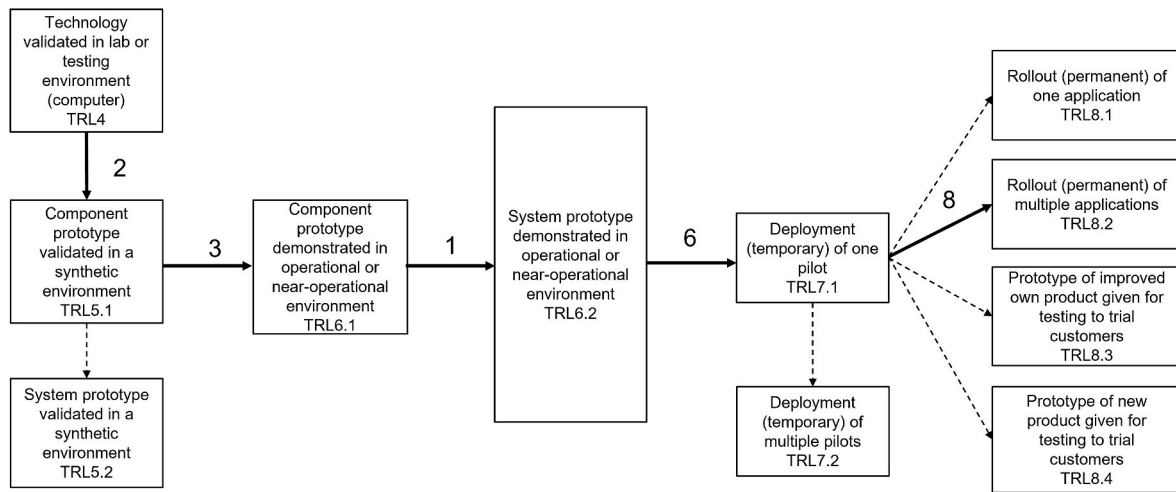 Technology
validated in lab or
testing
environment
(computer)
TRL4
2
Component
prototype
validated in a
synthetic
environment
TRL5.1
System prototype
validated in a
synthetic
environment
TRL5.2
3
Component
prototype
demonstrated in
operational or
near-operational
environment
TRL6.1
1
System prototype
demonstrated in
operational or
near-operational
environment
TRL6.2
6
Deployment
(temporary) of one
pilot
TRL7.1
Deployment
(temporary) of
multiple pilots
TRL7.2
8
Rollout (permanent) of
one application
TRL8.1
Rollout (permanent) of
multiple applications
TRL8.2
Prototype of improved own
product given for
testing to trial
customers
TRL8.3
Prototype of new
product given for
testing to trial
customers
TRL8.4